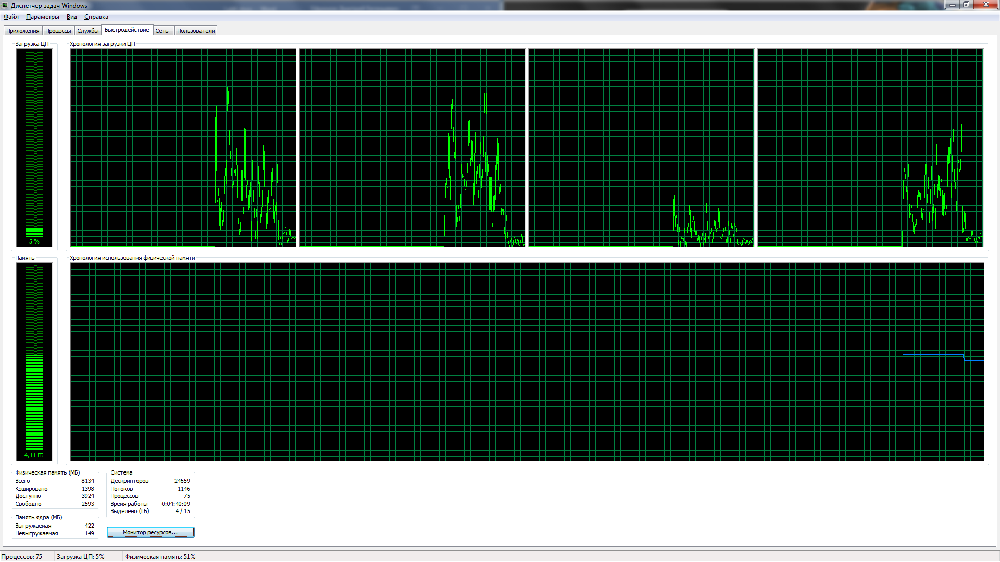 Диспетчер задач Windows
Файл Параметры Вид Справка
Приложения Процессы Службы Быстродействие Сеть Пользователи
Загрузка ЦП
5 %
Хронология загрузки ЦП
Память
4,11 ГБ
Хронология использования физической памяти
Физическая память (МБ)
Всего 8134
Кэшировано 1398
Доступно 3924
Свободно 2593
Память ядра (МБ)
Выгружаемая 422
Невыгружаемая 149
Система
Дескрипторов 24659
Потоков 1146
Процессов 75
Время работы 0:04:40:09
Выделено (ГБ) 4 / 15
Монитор ресурсов...
Процессов: 75 Загрузка ЦП: 5% Физическая память: 51%